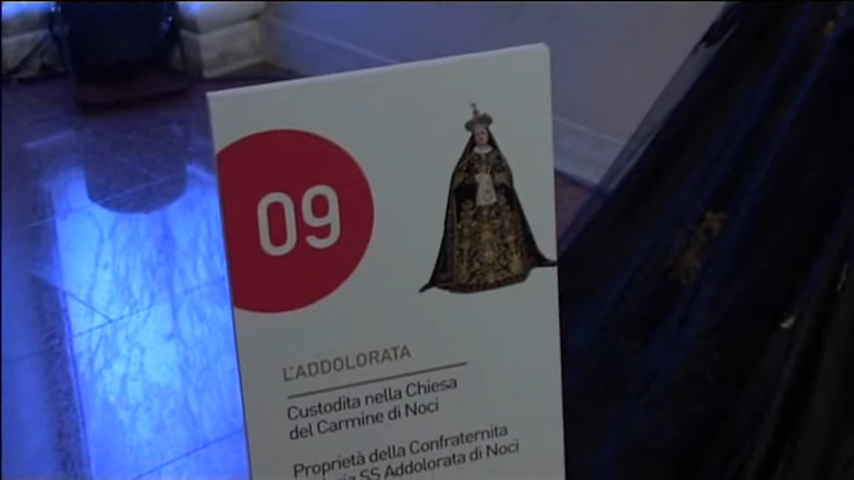 09
L'ADDOLORATA
Custodita nella Chiesa
del Carmine di Noci
Proprietà della Confraternita
SS Addolorata di Noci